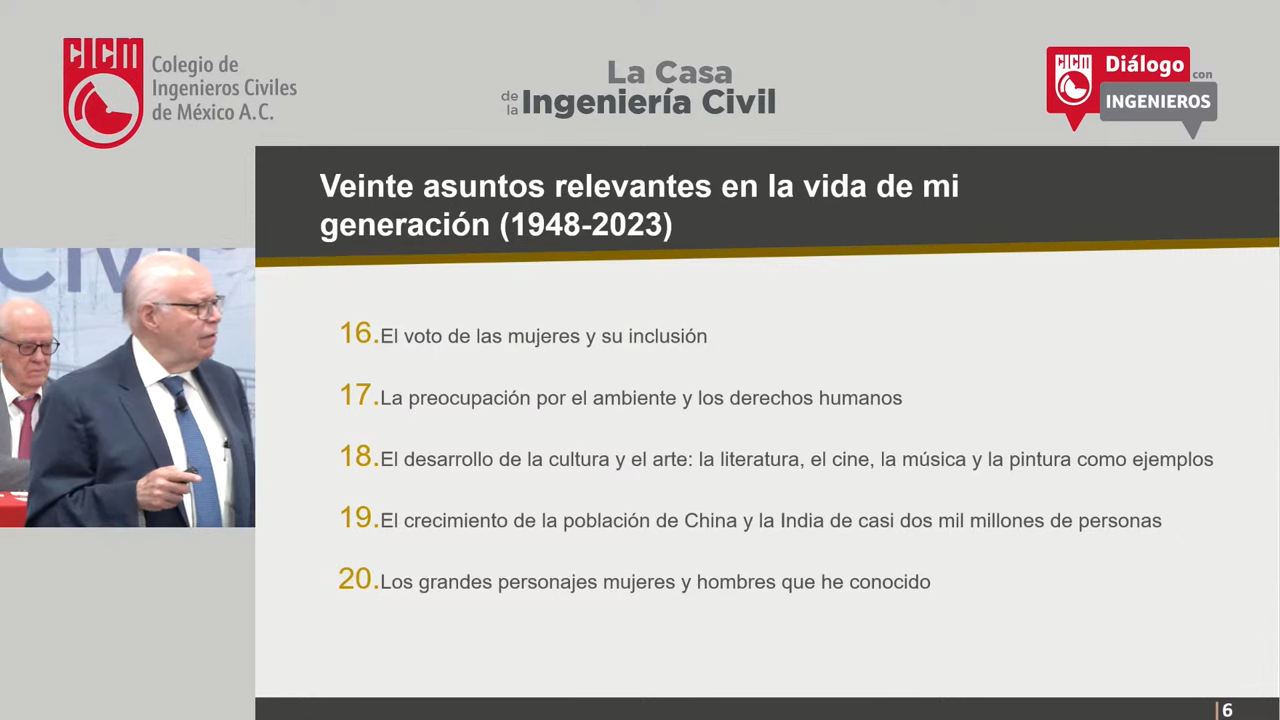 CICM
Colegio de
Ingenieros Civiles
de México A.C.
La Casa
de la Ingeniería Civil
CICM
Diálogo
con
INGENIEROS
Veinte asuntos relevantes en la vida de mi
generación (1948-2023)
CIVIL
16. El voto de las mujeres y su inclusión
17. La preocupación por el ambiente y los derechos humanos
18. El desarrollo de la cultura y el arte: la literatura, el cine, la música y la pintura como ejemplos
19. El crecimiento de la población de China y la India de casi dos mil millones de personas
20. Los grandes personajes mujeres y hombres que he conocido
6